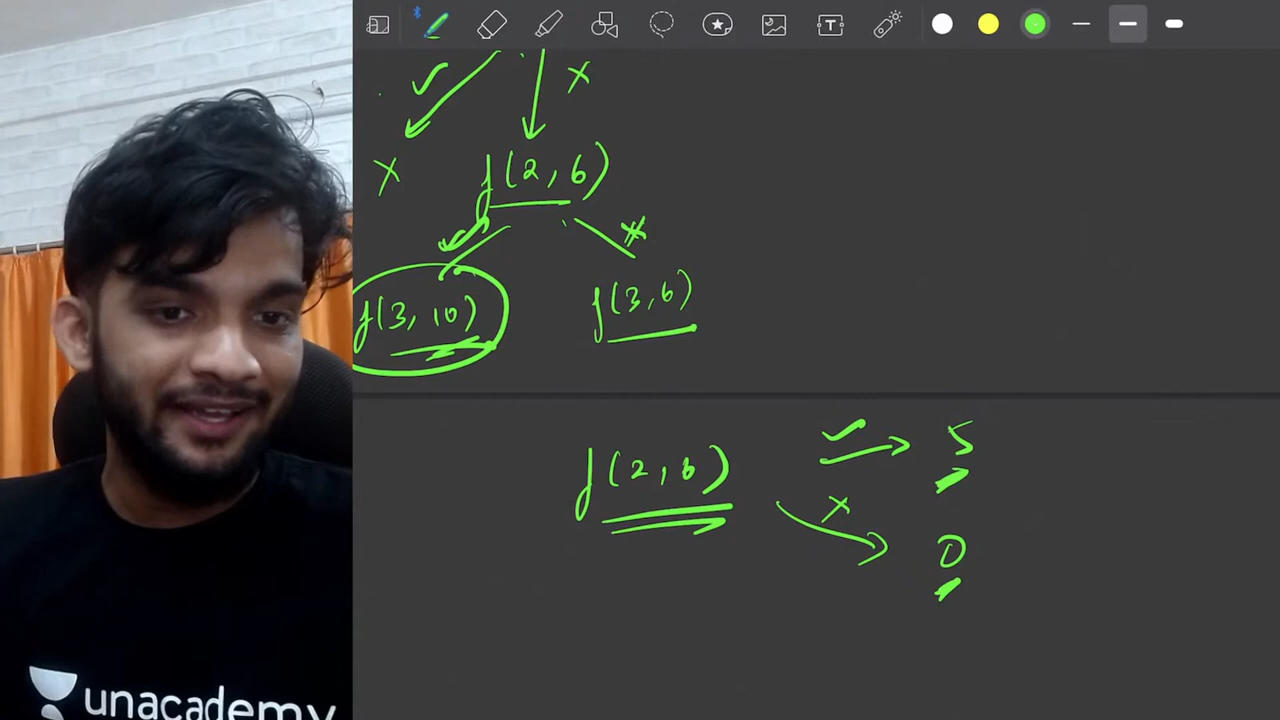 ✓ X
X f(2, 6)
✓ X
f(3, 10) f(3, 6)
f(2, 6) ✓ 5
X 0
unacademy
T